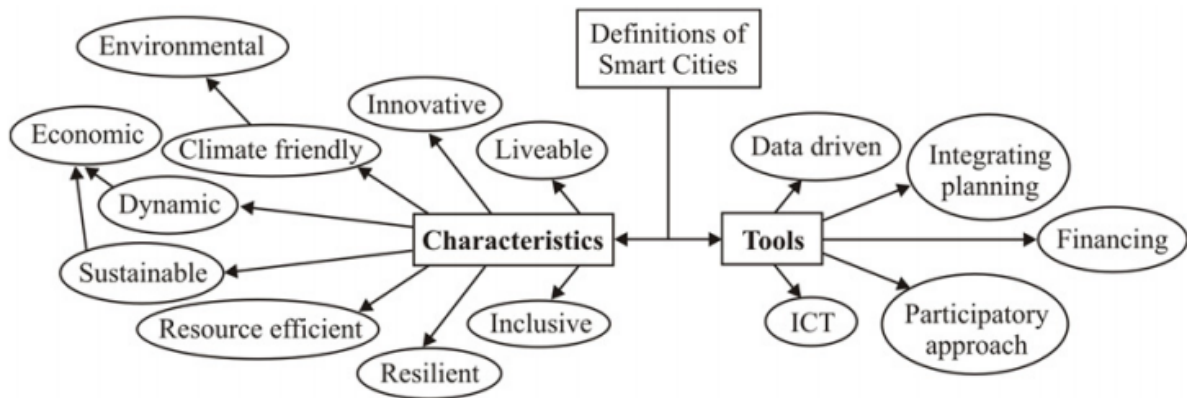 Environmental
Definitions of
Smart Cities
Innovative
Economic
Climate friendly
Liveable
Data driven
Integrating
planning
Dynamic
Characteristics
Tools
Financing
Sustainable
Resource efficient
Inclusive
ICT
Participatory
approach
Resilient